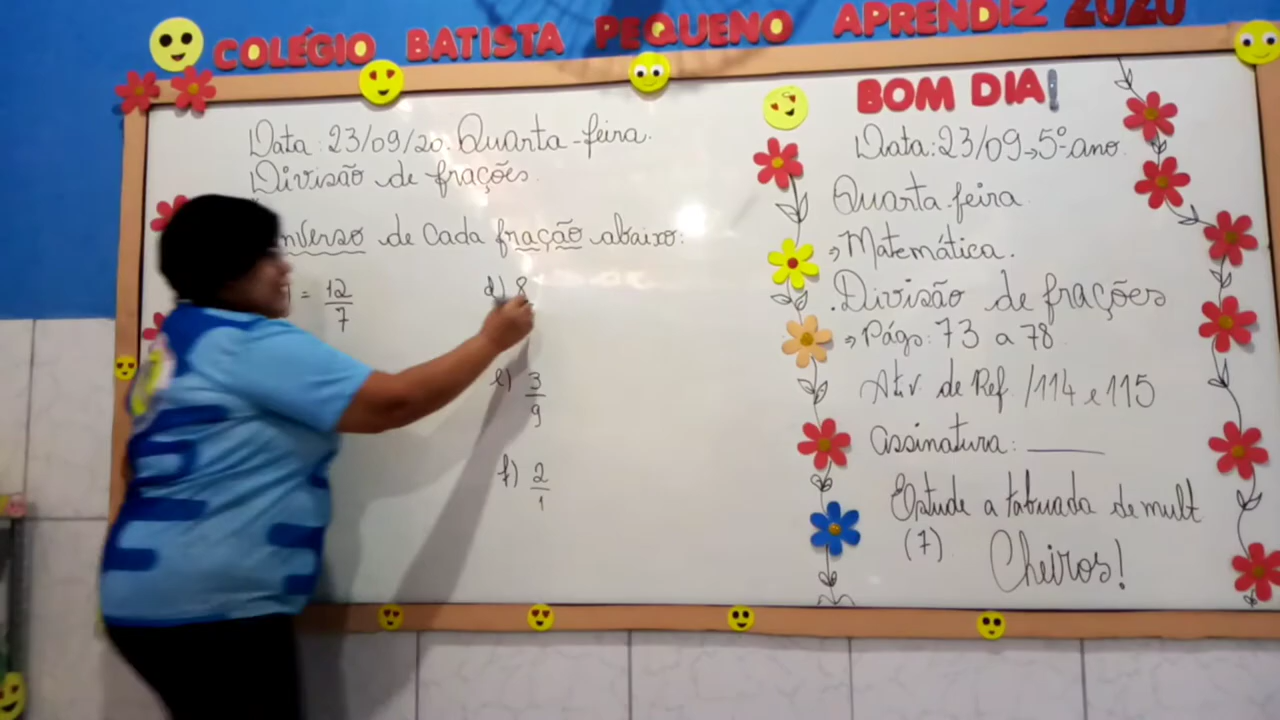 COLÉGIO BATISTA PEQUENO APRENDIZ 2020
Data: 23/09/20. Quarta-feira.
Divisão de frações.
inverso de cada fração abaixo:
= 12/7
d) 8
e) 3/9
f) 2/1
BOM DIA!
Data: 23/09→5º ano
Quarta-feira
→Matemática.
.Divisão de frações
→Págs: 73 a 78
Ativ. de Ref. /114 e 115
assinatura: ______
Estude a tabuada de mult
(7) Cheiros!